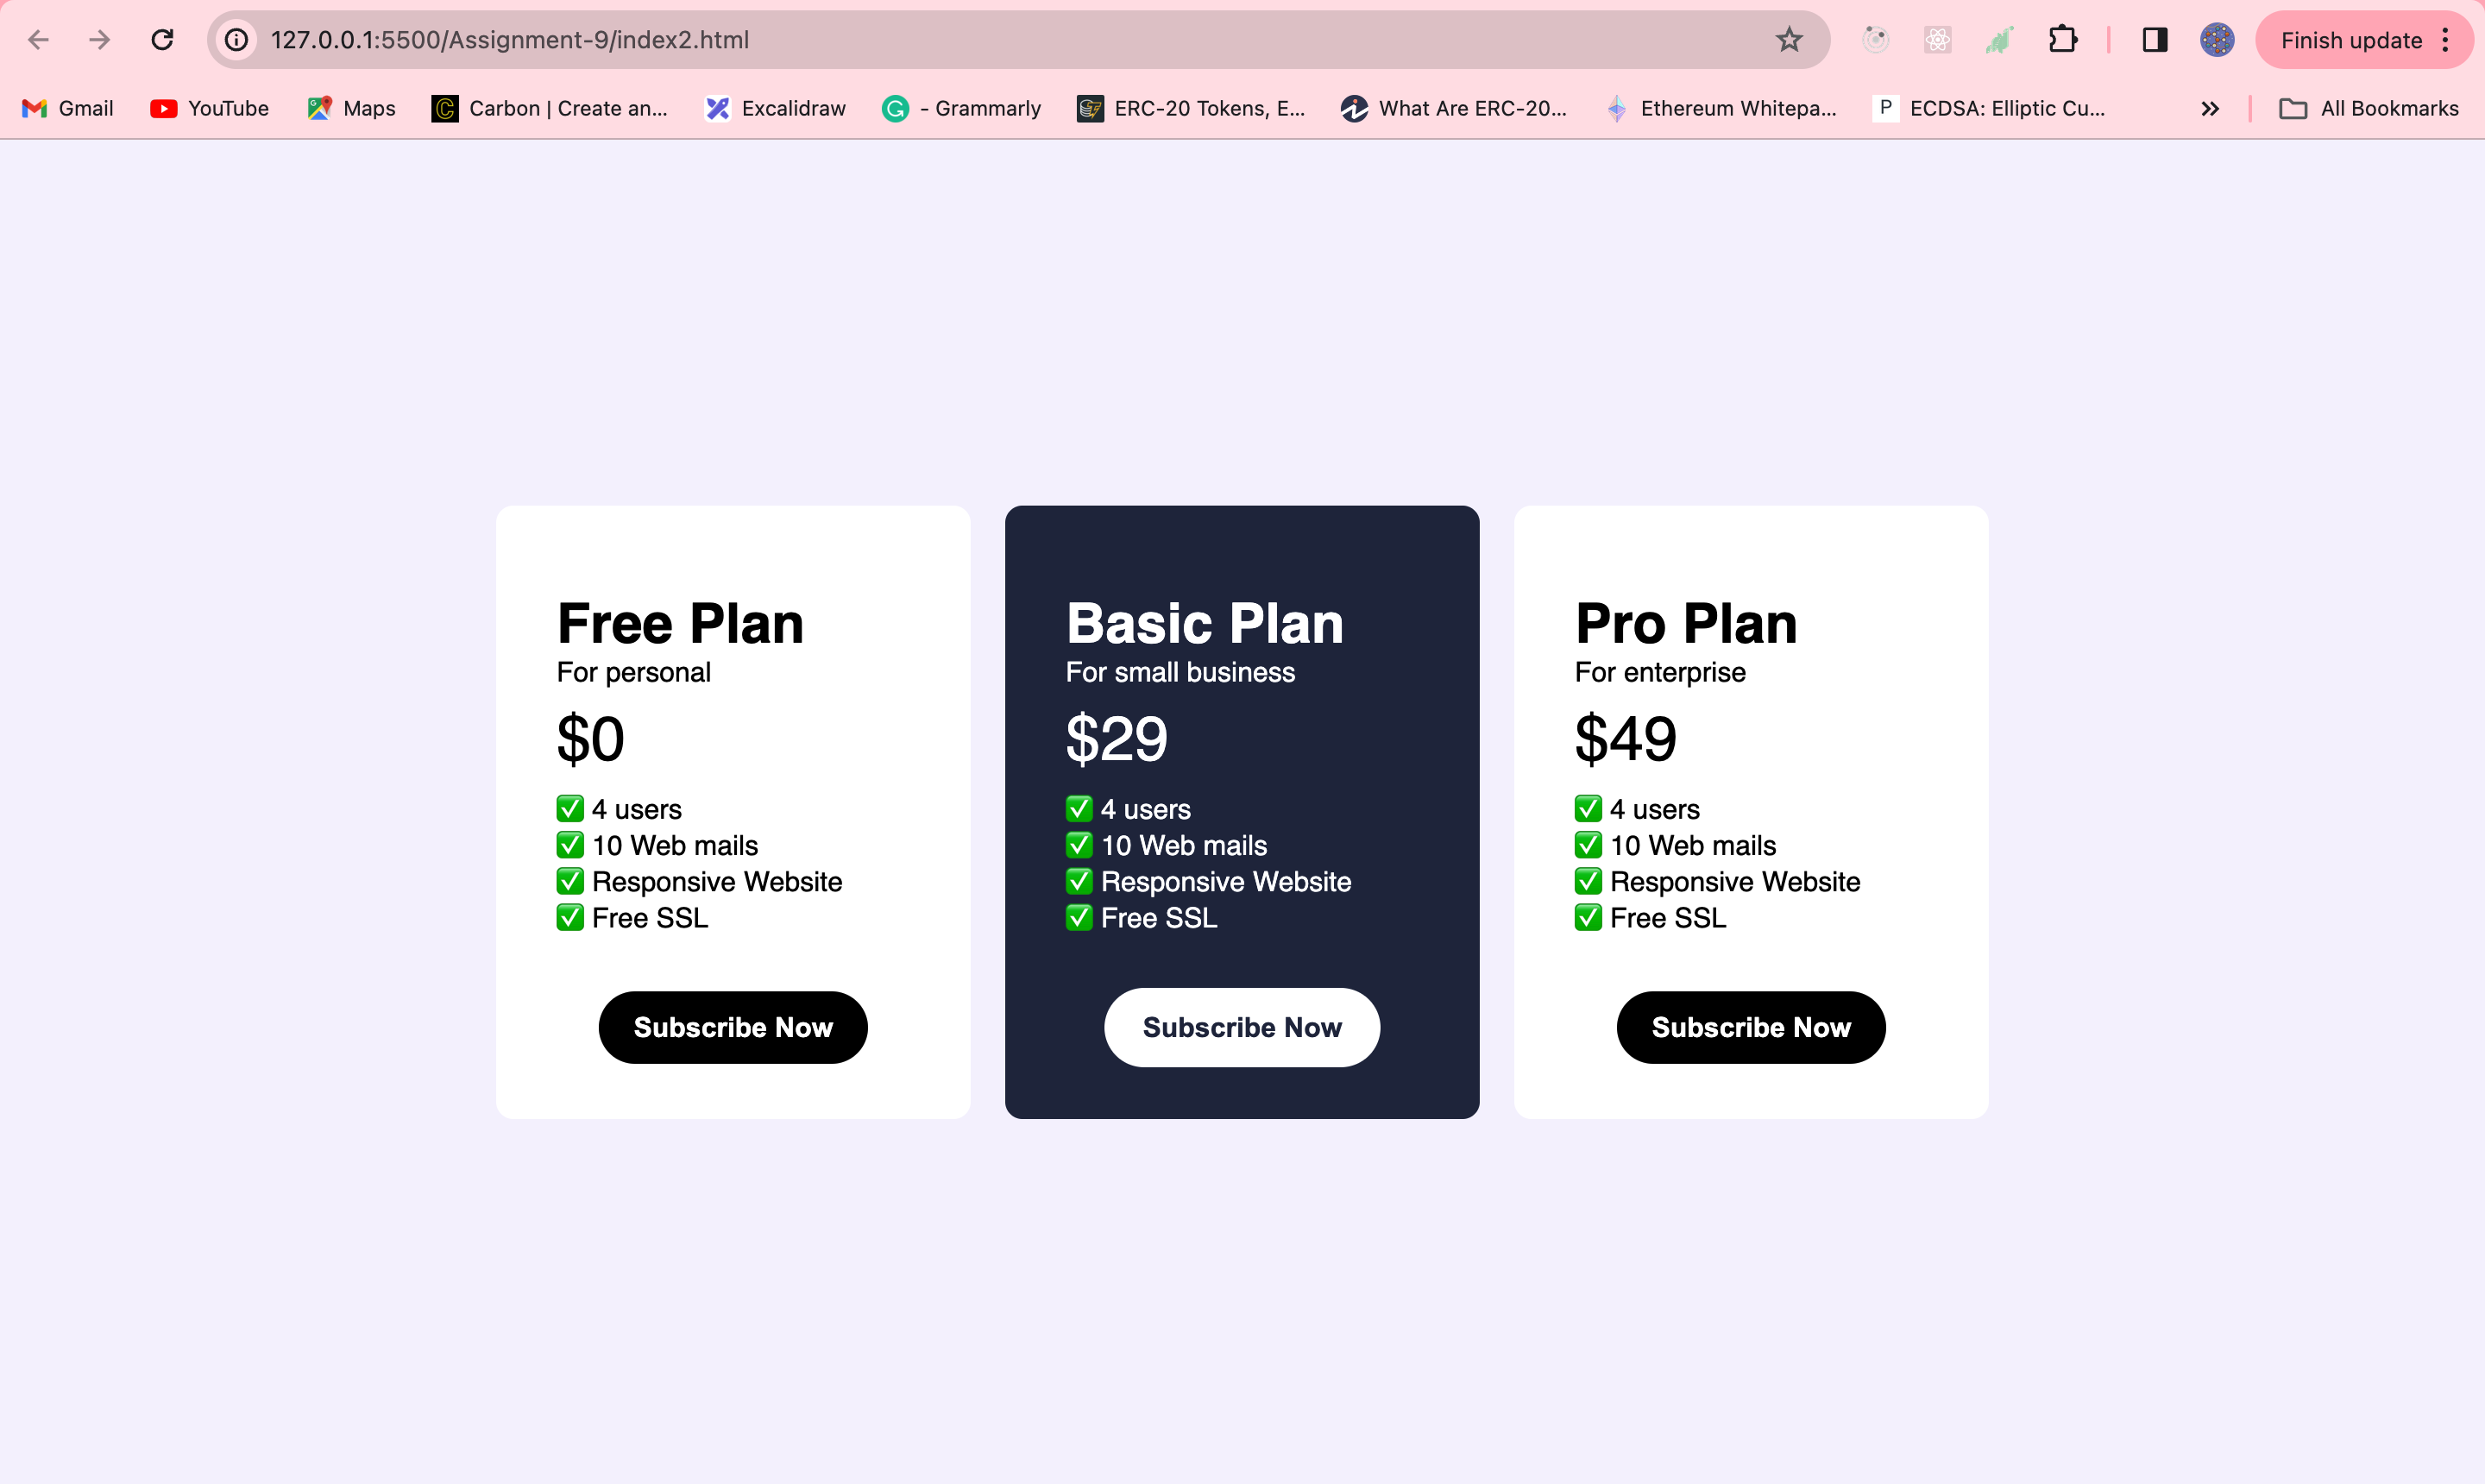 127.0.0.1:5500/Assignment-9/index2.html
Finish update
Gmail
YouTube
Maps
Carbon | Create an...
Excalidraw
- Grammarly
ERC-20 Tokens, E...
What Are ERC-20...
Ethereum Whitepa...
P
ECDSA: Elliptic Cu...
All Bookmarks
Free Plan
For personal
$0
✅ 4 users
✅ 10 Web mails
✅ Responsive Website
✅ Free SSL
Subscribe Now
Basic Plan
For small business
$29
✅ 4 users
✅ 10 Web mails
✅ Responsive Website
✅ Free SSL
Subscribe Now
Pro Plan
For enterprise
$49
✅ 4 users
✅ 10 Web mails
✅ Responsive Website
✅ Free SSL
Subscribe Now